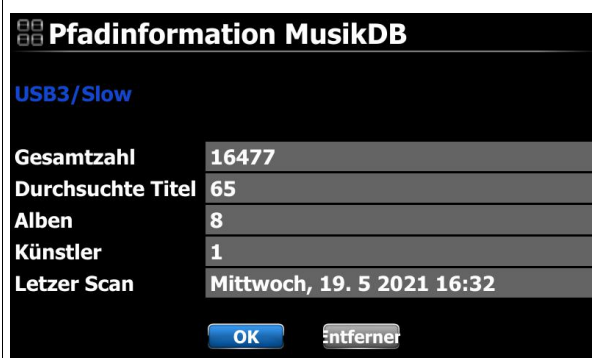 Pfadinformation MusikDB
USB3/Slow
Gesamtzahl 16477
Durchsuchte Titel 65
Alben 8
Künstler 1
Letzer Scan Mittwoch, 19. 5 2021 16:32
OK Entfernen